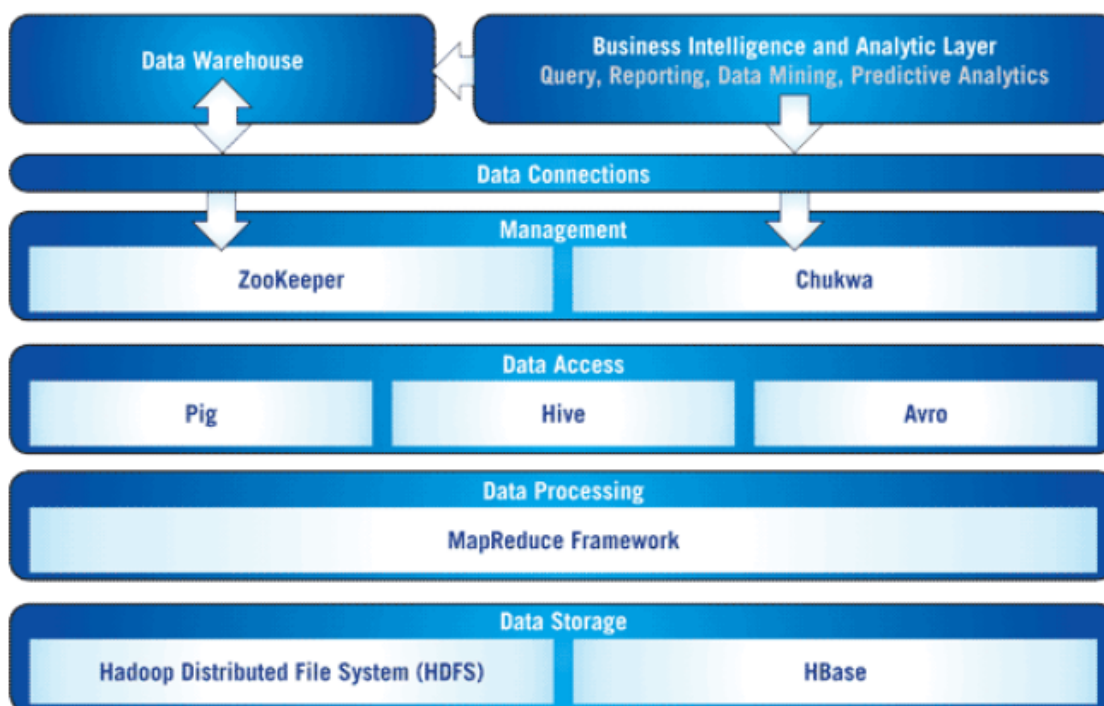 Data Warehouse
Business Intelligence and Analytic Layer
Query, Reporting, Data Mining, Predictive Analytics
Data Connections
Management
ZooKeeper
Chukwa
Data Access
Pig
Hive
Avro
Data Processing
MapReduce Framework
Data Storage
Hadoop Distributed File System (HDFS)
HBase